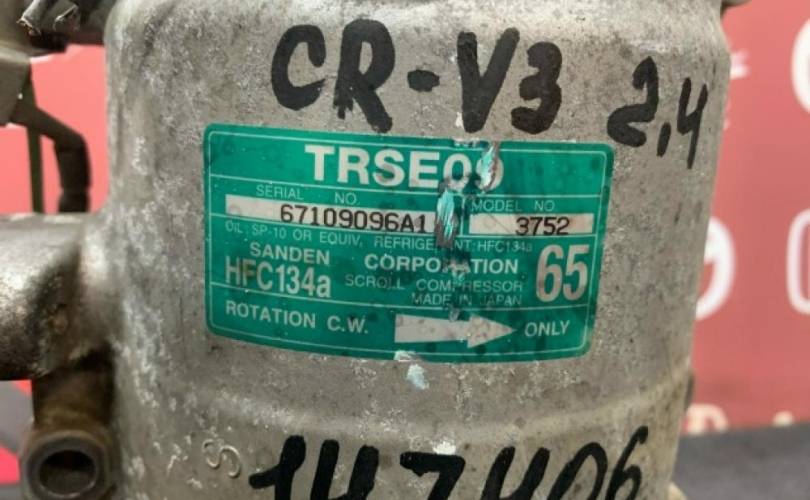 CR-V3 2,4
TRSE09
SERIAL NO. MODEL NO.
67109096A1 3752
OIL: SP-10 OR EQUIV. REFRIGERANT: HFC134a
SANDEN CORPORATION 65
HFC134a SCROLL COMPRESSOR
MADE IN JAPAN
ROTATION C.W. ONLY
S